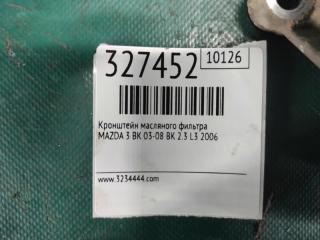 327452 10126
Кронштейн масляного фильтра
MAZDA 3 BK 03-08 BK 2.3 L3 2006
www.3234444.com